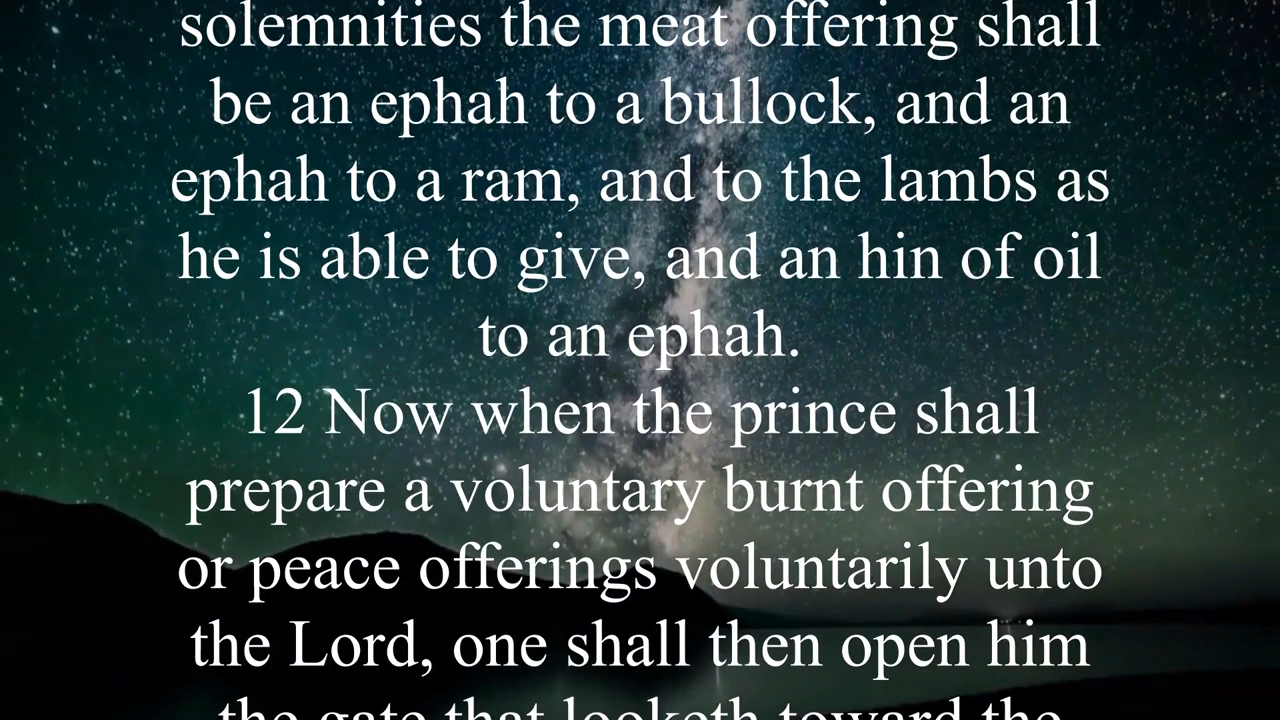 solemnities the meat offering shall
be an ephah to a bullock, and an
ephah to a ram, and to the lambs as
he is able to give, and an hin of oil
to an ephah.
12 Now when the prince shall
prepare a voluntary burnt offering
or peace offerings voluntarily unto
the Lord, one shall then open him
the gate that looketh toward the